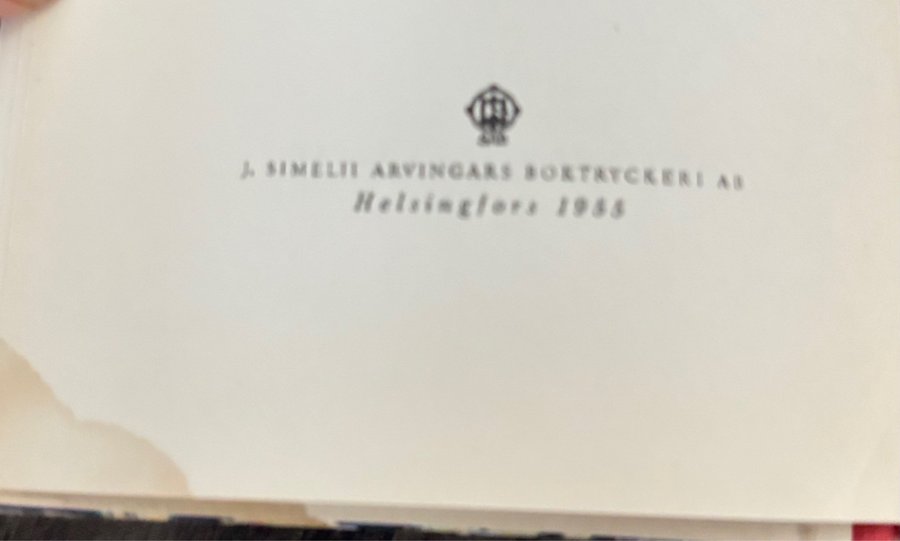 J. SIMELII ARVINGARS BOKTRYCKERI AB
Helsingfors 1955